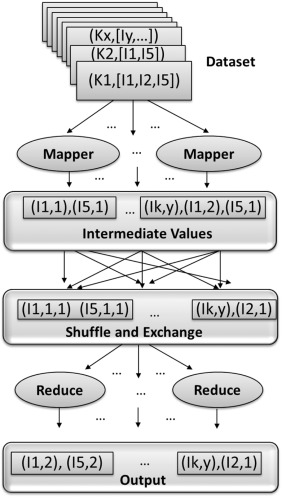 (Kx,[Iy,...])
(K2,[I1,I5])
(K1,[I1,I2,I5])
Dataset
...
... ...
Mapper Mapper
... ...
(I1,1),(I5,1) ... (Ik,y),(I1,2),(I5,1)
Intermediate Values
(I1,1,1) (I5,1,1) ... (Ik,y),(I2,1)
Shuffle and Exchange
... ...
Reduce ... Reduce
... ...
(I1,2), (I5,2) ... (Ik,y),(I2,1)
Output